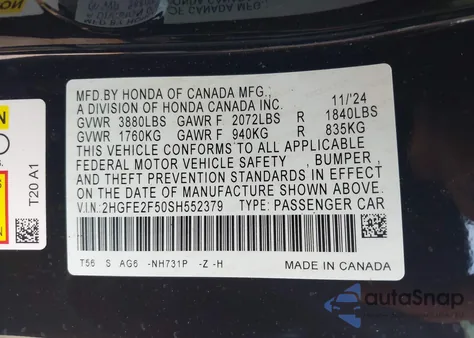 MFD.BY HONDA OF CANADA MFG.,
A DIVISION OF HONDA CANADA INC. 11/'24
GVWR 3880LBS GAWR F 2072LBS R 1840LBS
GVWR 1760KG GAWR F 940KG R 835KG
THIS VEHICLE CONFORMS TO ALL APPLICABLE
FEDERAL MOTOR VEHICLE SAFETY , BUMPER ,
AND THEFT PREVENTION STANDARDS IN EFFECT ON
THE DATE OF MANUFACTURE SHOWN ABOVE.
V.I.N:2HGFE2F50SH552379 TYPE: PASSENGER CAR
T56 S AG6 -NH731P -Z -H
MADE IN CANADA
T20 A1
autoSnap